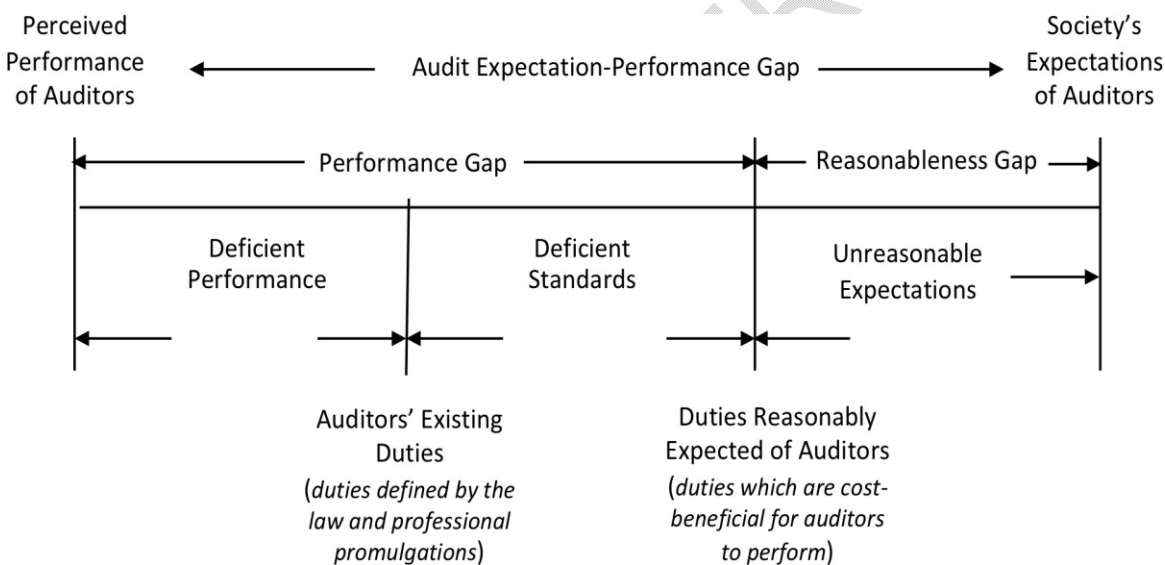 Perceived
Performance
of Auditors
Audit Expectation-Performance Gap
Society's
Expectations
of Auditors
Performance Gap
Reasonableness Gap
Deficient
Performance
Deficient
Standards
Unreasonable
Expectations
Auditors' Existing
Duties
(duties defined by the
law and professional
promulgations)
Duties Reasonably
Expected of Auditors
(duties which are cost-
beneficial for auditors
to perform)